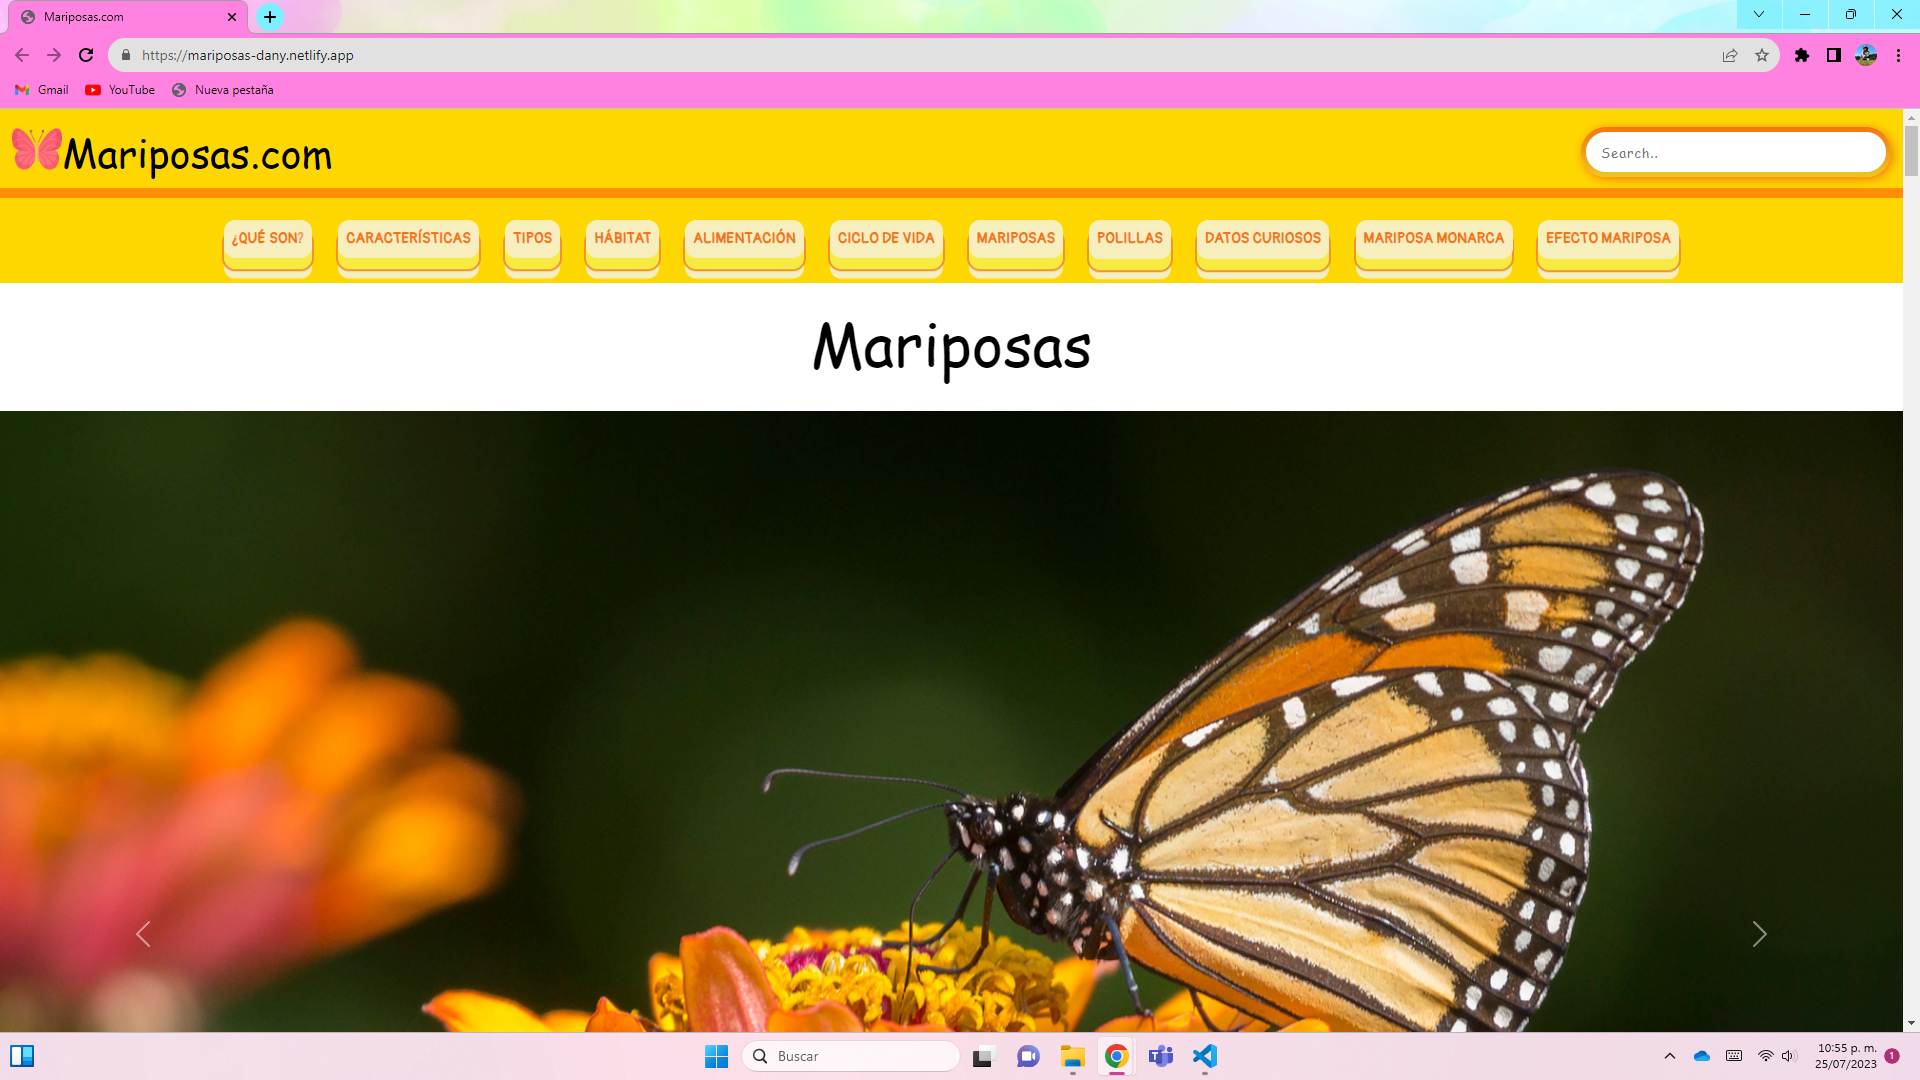 Mariposas.com
https://mariposas-dany.netlify.app
Gmail YouTube Nueva pestaña
Mariposas.com
Search..
¿QUÉ SON? CARACTERÍSTICAS TIPOS HÁBITAT ALIMENTACIÓN CICLO DE VIDA MARIPOSAS POLILLAS DATOS CURIOSOS MARIPOSA MONARCA EFECTO MARIPOSA
Mariposas
Buscar
10:55 p. m.
25/07/2023
1